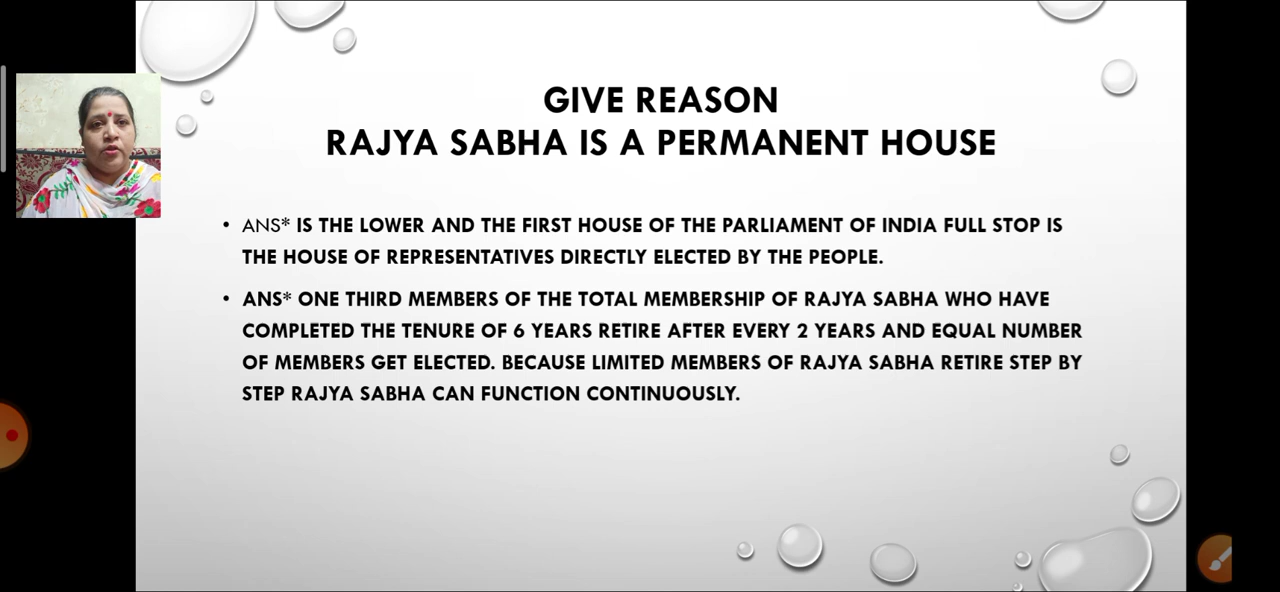 GIVE REASON
RAJYA SABHA IS A PERMANENT HOUSE
• ANS* IS THE LOWER AND THE FIRST HOUSE OF THE PARLIAMENT OF INDIA FULL STOP IS
THE HOUSE OF REPRESENTATIVES DIRECTLY ELECTED BY THE PEOPLE.
• ANS* ONE THIRD MEMBERS OF THE TOTAL MEMBERSHIP OF RAJYA SABHA WHO HAVE
COMPLETED THE TENURE OF 6 YEARS RETIRE AFTER EVERY 2 YEARS AND EQUAL NUMBER
OF MEMBERS GET ELECTED. BECAUSE LIMITED MEMBERS OF RAJYA SABHA RETIRE STEP BY
STEP RAJYA SABHA CAN FUNCTION CONTINUOUSLY.